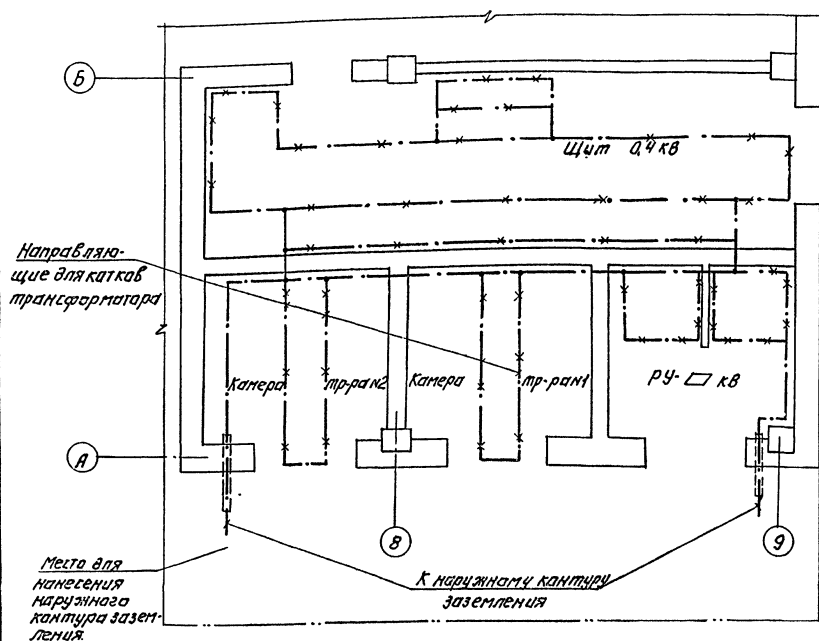 Б
Щит 0,4 кв
Направляю-
щие для катков
трансформатора
Камера тр-ра №2
Камера тр-ра №1
РУ- кв
А
8
9
Место для
нанесения
наружного
контура зазем-
ления.
К наружному контуру
заземления